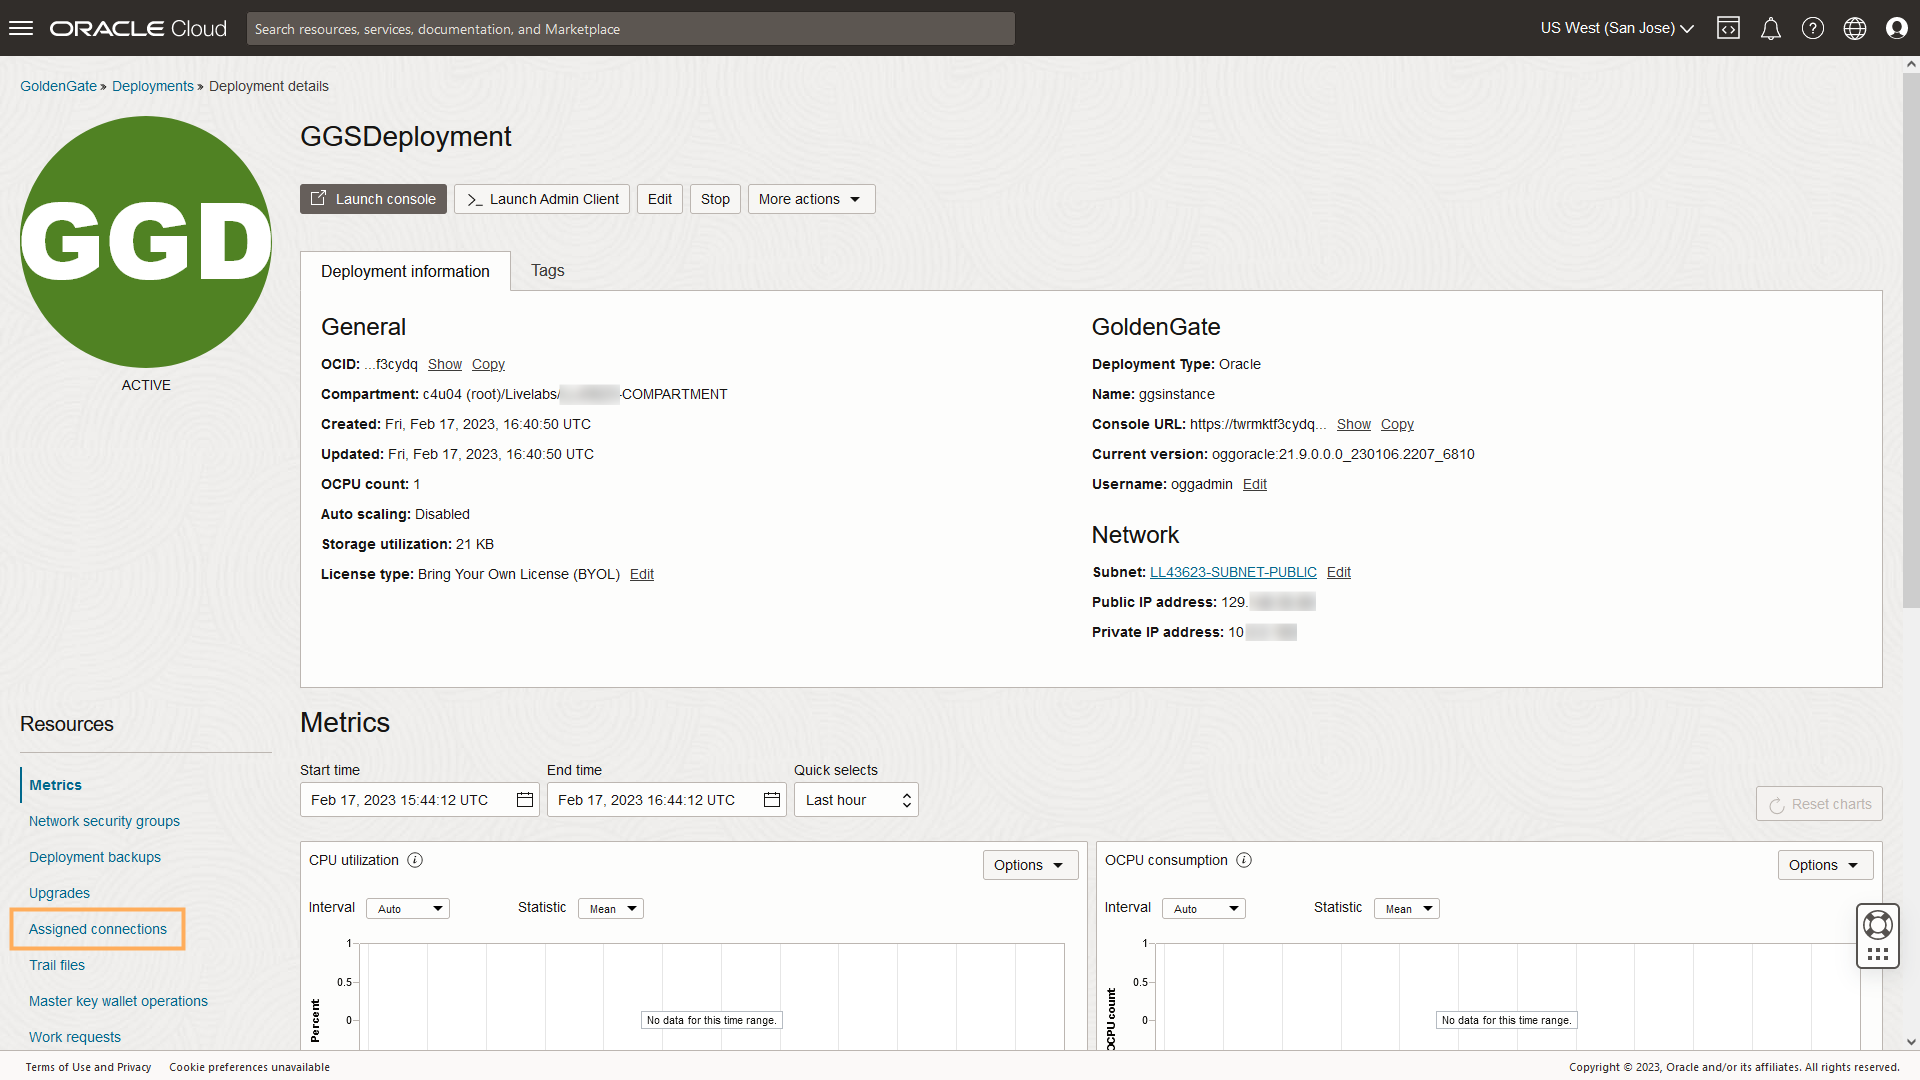 ORACLE Cloud
Search resources, services, documentation, and Marketplace
US West (San Jose)
GoldenGate » Deployments » Deployment details
GGD
ACTIVE
GGSDeployment
Launch console
Launch Admin Client
Edit
Stop
More actions
Deployment information
Tags
General
OCID: ...f3cydq Show Copy
Compartment: c4u04 (root)/Livelabs/ -COMPARTMENT
Created: Fri, Feb 17, 2023, 16:40:50 UTC
Updated: Fri, Feb 17, 2023, 16:40:50 UTC
OCPU count: 1
Auto scaling: Disabled
Storage utilization: 21 KB
License type: Bring Your Own License (BYOL) Edit
GoldenGate
Deployment Type: Oracle
Name: ggsinstance
Console URL: https://twrmktf3cydq... Show Copy
Current version: oggoracle:21.9.0.0.0_230106.2207_6810
Username: oggadmin Edit
Network
Subnet: LL43623-SUBNET-PUBLIC Edit
Public IP address: 129.
Private IP address: 10
Resources
Metrics
Network security groups
Deployment backups
Upgrades
Assigned connections
Trail files
Master key wallet operations
Work requests
Metrics
Start time
Feb 17, 2023 15:44:12 UTC
End time
Feb 17, 2023 16:44:12 UTC
Quick selects
Last hour
Reset charts
CPU utilization
Options
Interval Auto
Statistic Mean
1
0.5
0
Percent
No data for this time range.
OCPU consumption
Options
Interval Auto
Statistic Mean
1
0.5
0
OCPU count
No data for this time range.
Terms of Use and Privacy
Cookie preferences unavailable
Copyright © 2023, Oracle and/or its affiliates. All rights reserved.